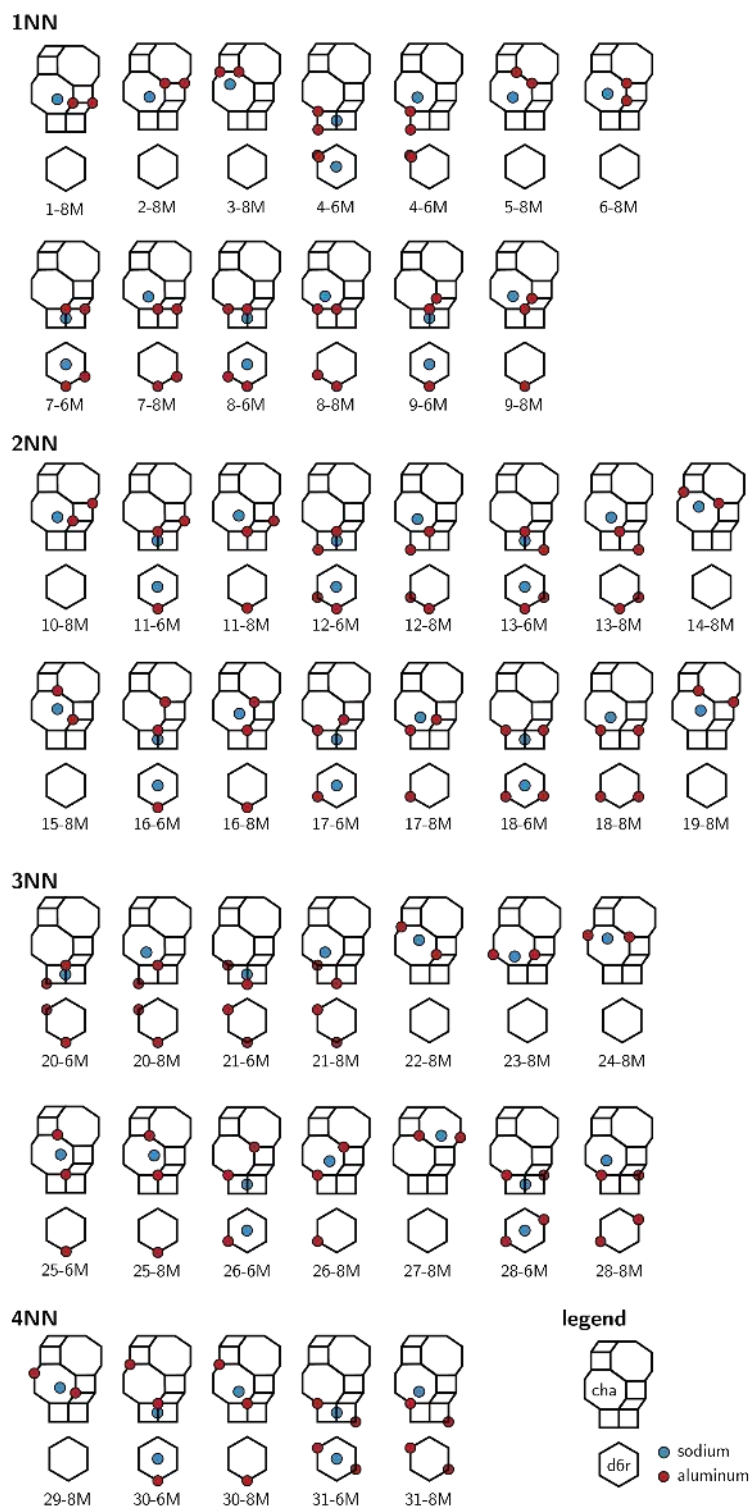 1NN
1-8M 2-8M 3-8M 4-6M 4-6M 5-8M 6-8M
7-6M 7-8M 8-6M 8-8M 9-6M 9-8M
2NN
10-8M 11-6M 11-8M 12-6M 12-8M 13-6M 13-8M 14-8M
15-8M 16-6M 16-8M 17-6M 17-8M 18-6M 18-8M 19-8M
3NN
20-6M 20-8M 21-6M 21-8M 22-8M 23-8M 24-8M
25-6M 25-8M 26-6M 26-8M 27-8M 28-6M 28-8M
4NN
legend
cha
d6r
sodium
aluminum
29-8M 30-6M 30-8M 31-6M 31-8M